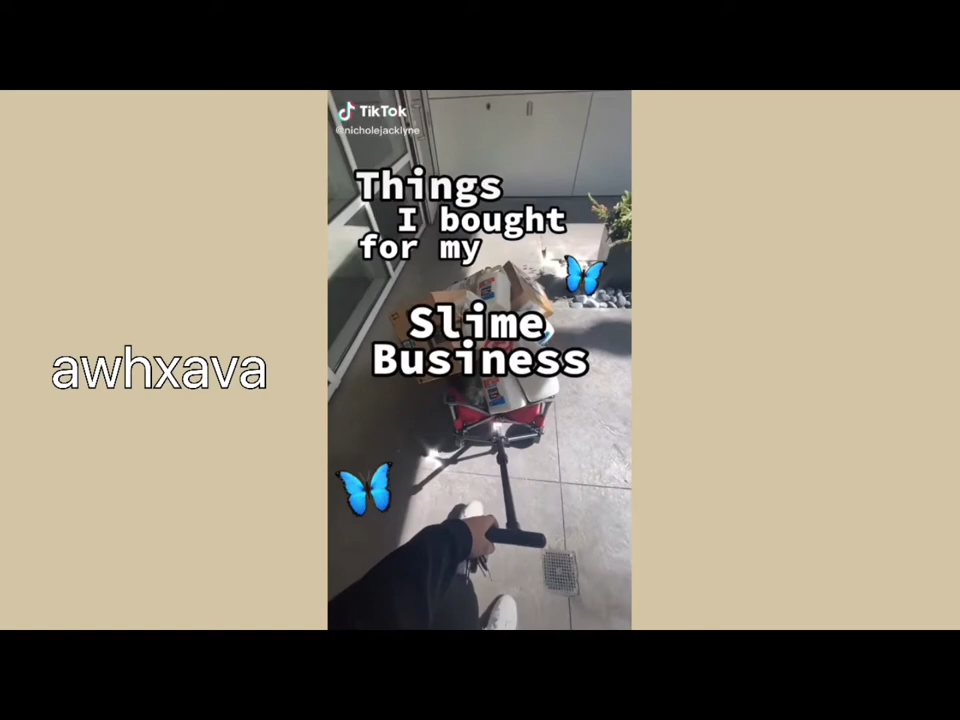 TikTok
@nicholejacklyne
Things
I bought
for my
Slime
Business
awhxava